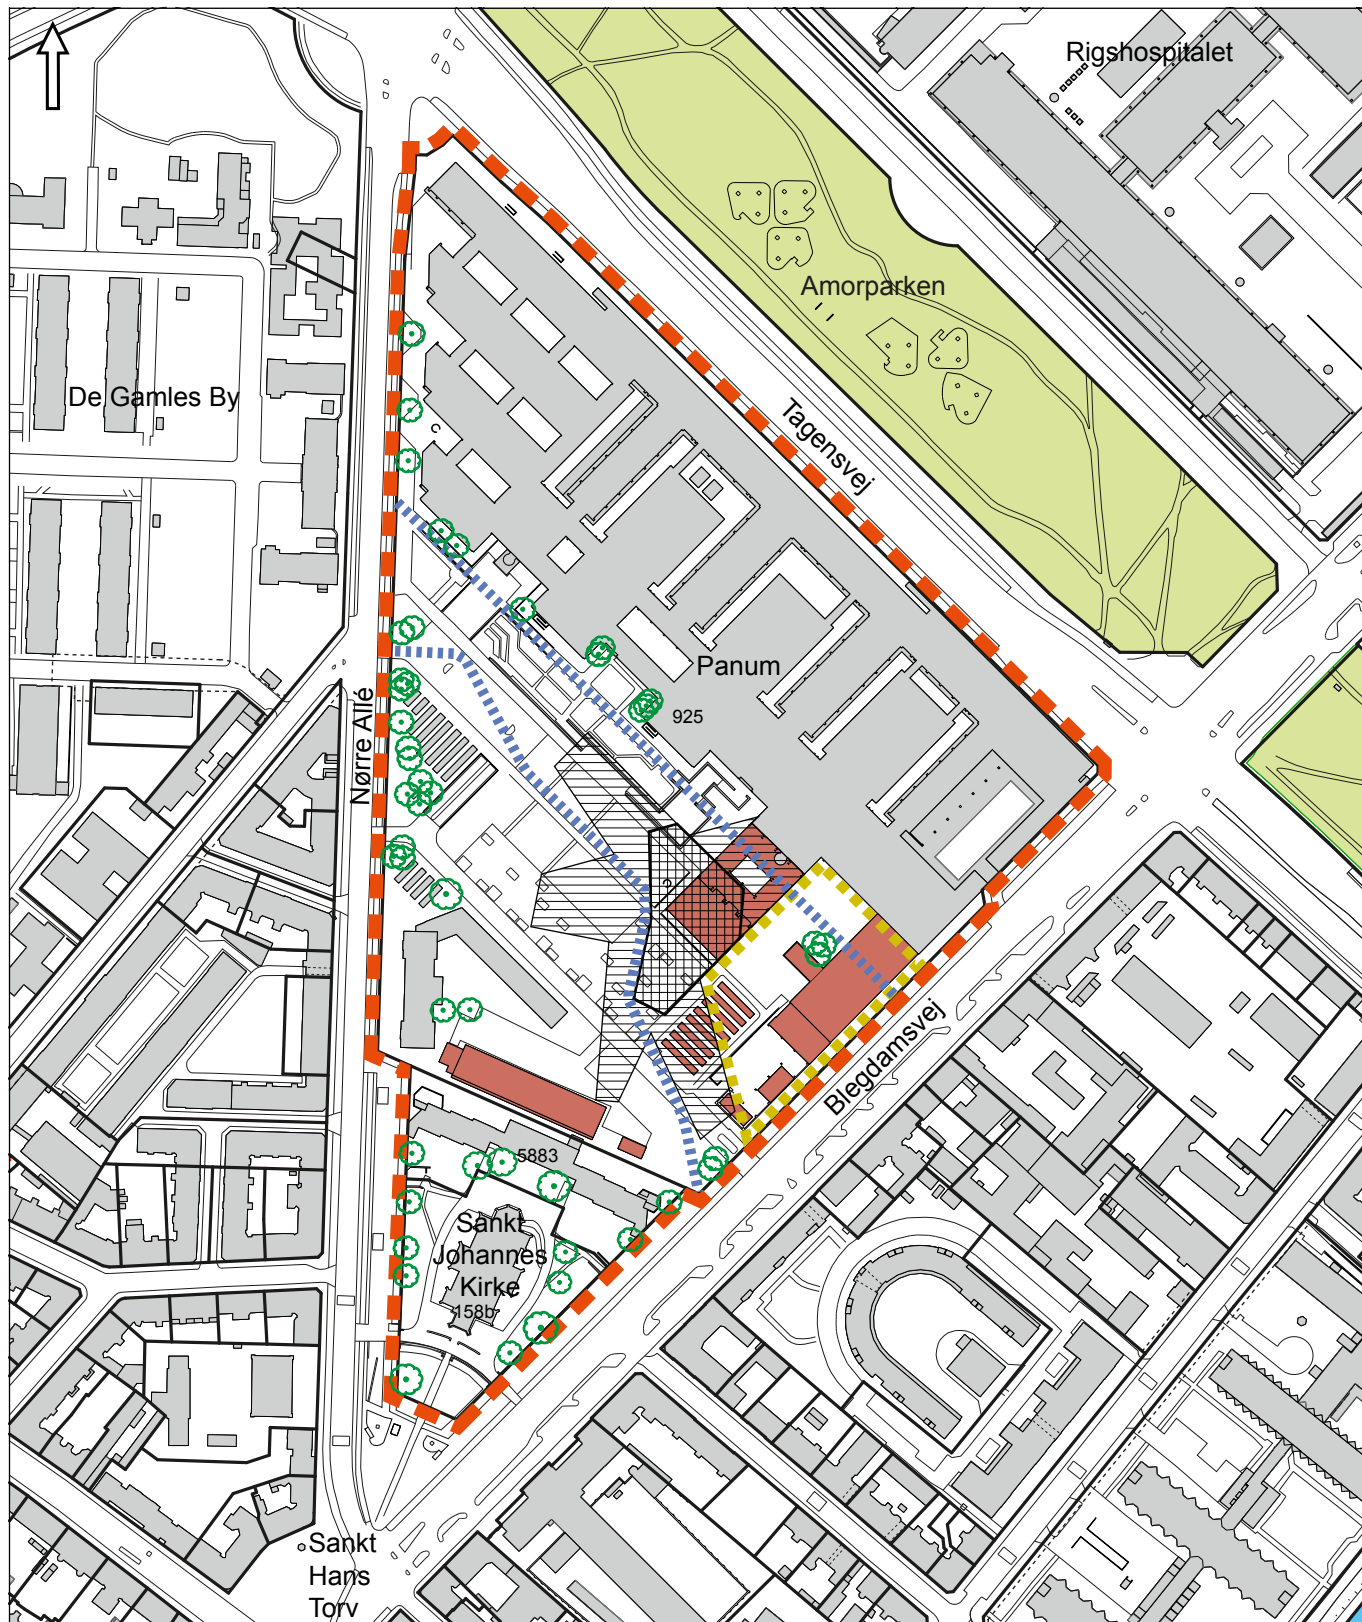 Rigshospitalet
Amorparken
De Gamles By
Tagensvej
Panum
925
Nørre Allé
Blegdamsvej
5883
Sankt
Johannes
Kirke
158b
Sankt
Hans
Torv